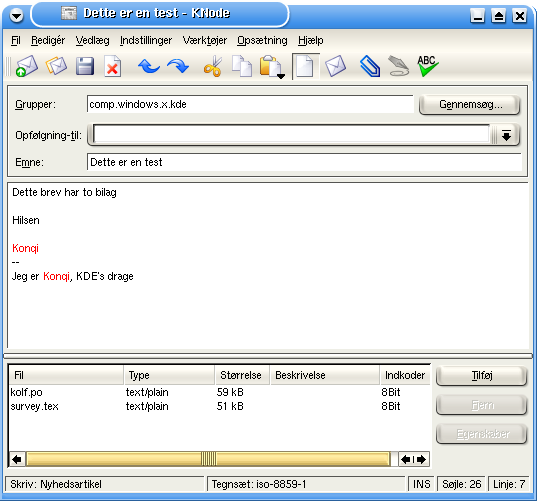 Dette er en test - KNode
Fil Redigér Vedlæg Indstillinger Værktøjer Opsætning Hjælp
ABC
Grupper: comp.windows.x.kde Gennemsøg...
Opfølgning-til:
Emne: Dette er en test
Dette brev har to bilag
Hilsen
Konqi
--
Jeg er Konqi, KDE's drage
Fil Type Størrelse Beskrivelse Indkoder
kolf.po text/plain 59 kB 8Bit
survey.tex text/plain 51 kB 8Bit
Tilføj
Fjern
Egenskaber
Skriv: Nyhedsartikel Tegnsæt: iso-8859-1 INS Søjle: 26 Linje: 7